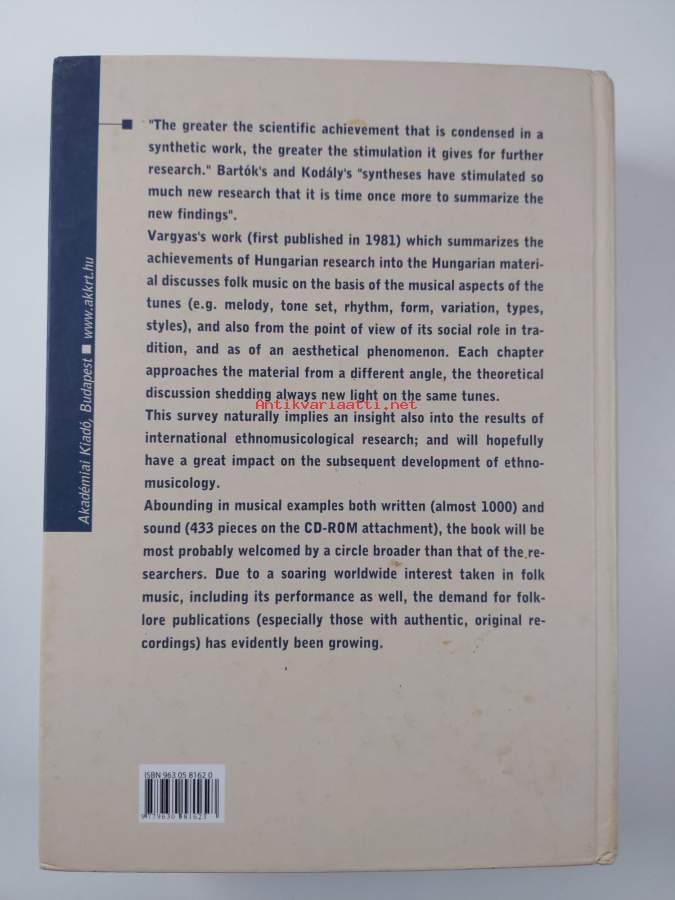 "The greater the scientific achievement that is condensed in a
synthetic work, the greater the stimulation it gives for further
research." Bartók's and Kodály's "syntheses have stimulated so
much new research that it is time once more to summarize the
new findings".
Vargyas's work (first published in 1981) which summarizes the
achievements of Hungarian research into the Hungarian materi-
al discusses folk music on the basis of the musical aspects of the
tunes (e.g. melody, tone set, rhythm, form, variation, types,
styles), and also from the point of view of its social role in tra-
dition, and as of an aesthetical phenomenon. Each chapter
approaches the material from a different angle, the theoretical
discussion shedding always new light on the same tunes.
Antikvariaatti.net
This survey naturally implies an insight also into the results of
international ethnomusicological research; and will hopefully
have a great impact on the subsequent development of ethno-
musicology.
Abounding in musical examples both written (almost 1000) and
sound (433 pieces on the CD-ROM attachment), the book will be
most probably welcomed by a circle broader than that of the re-
searchers. Due to a soaring worldwide interest taken in folk
music, including its performance as well, the demand for folk-
lore publications (especially those with authentic, original re-
cordings) has evidently been growing.
Akadémiai Kiadó, Budapest ■ www.akkrt.hu
ISBN 963 05 8162 0
9 779630 581623